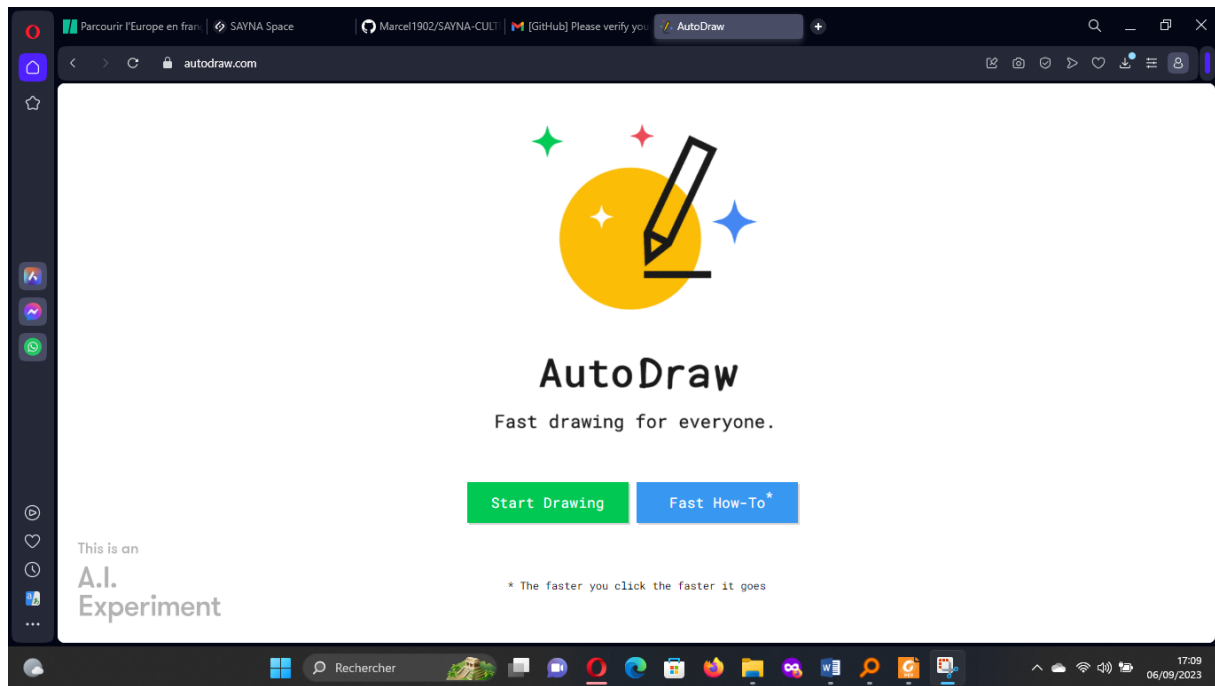 Parcourir l'Europe en fran
SAYNA Space
Marcel1902/SAYNA-CULT
[GitHub] Please verify you
AutoDraw
autodraw.com
AutoDraw
Fast drawing for everyone.
Start Drawing
Fast How-To*
* The faster you click the faster it goes
This is an
A.I.
Experiment
Rechercher
17:09
06/09/2023